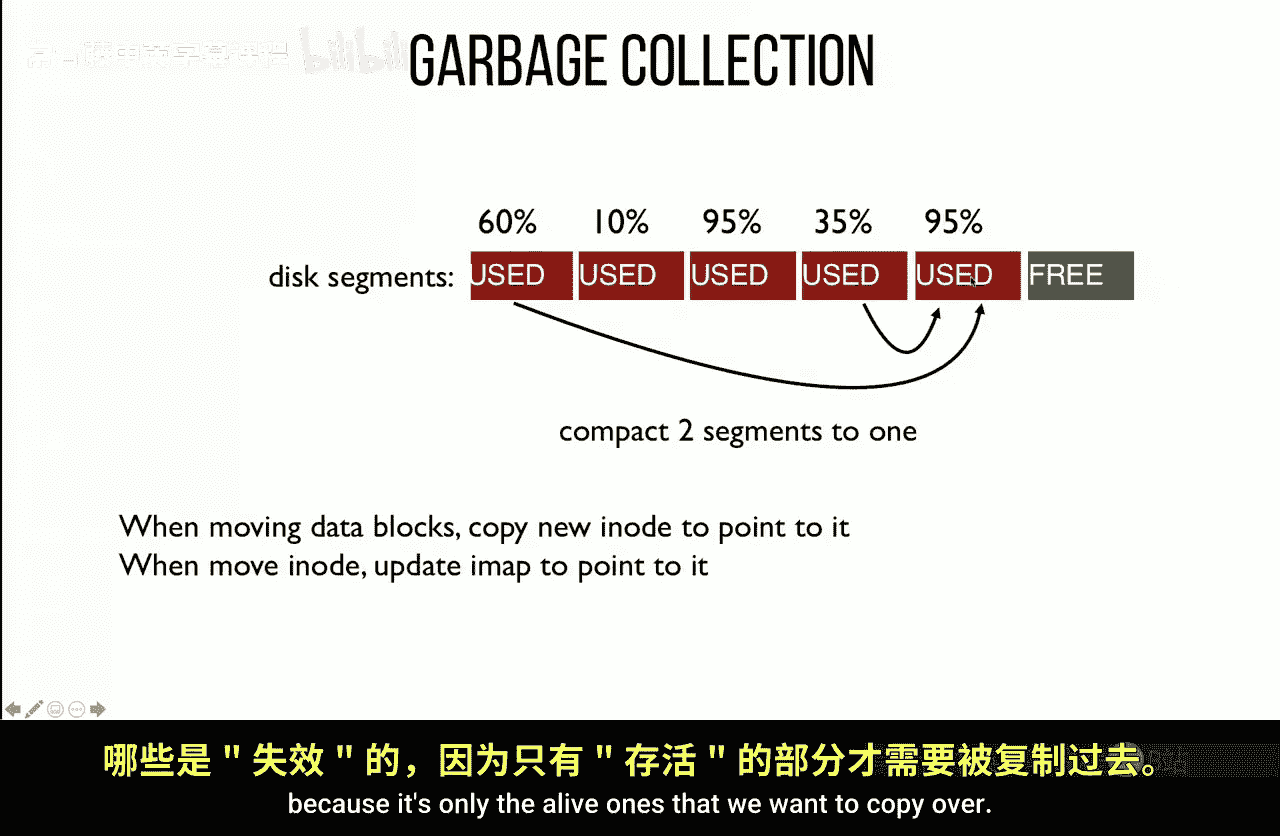 GARBAGE COLLECTION
60% 10% 95% 35% 95%
disk segments: USED USED USED USED USED FREE
compact 2 segments to one
When moving data blocks, copy new inode to point to it
When move inode, update imap to point to it
哪些是 " 失效 " 的，因为只有 " 存活 " 的部分才需要被复制过去。
because it's only the alive ones that we want to copy over.